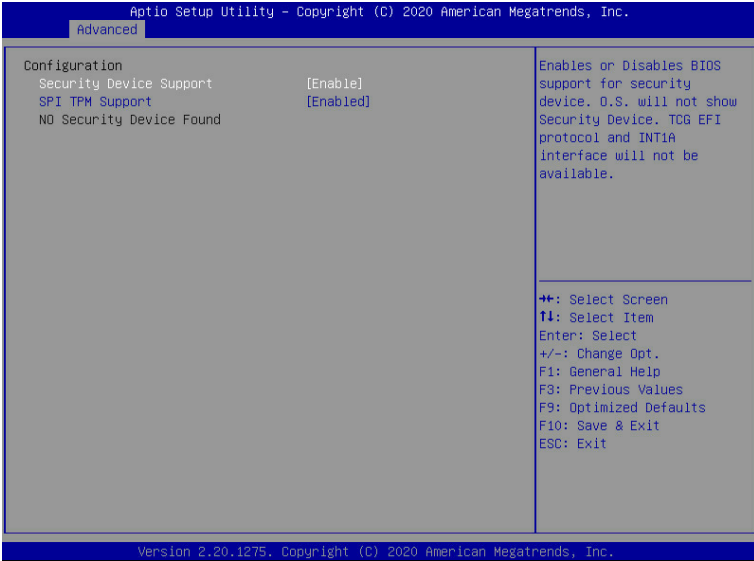 Aptio Setup Utility – Copyright (C) 2020 American Megatrends, Inc.
Advanced
Configuration
Security Device Support [Enable]
SPI TPM Support [Enabled]
NO Security Device Found
Enables or Disables BIOS
support for security
device. O.S. will not show
Security Device. TCG EFI
protocol and INT1A
interface will not be
available.
→←: Select Screen
↑↓: Select Item
Enter: Select
+/-: Change Opt.
F1: General Help
F3: Previous Values
F9: Optimized Defaults
F10: Save & Exit
ESC: Exit
Version 2.20.1275. Copyright (C) 2020 American Megatrends, Inc.